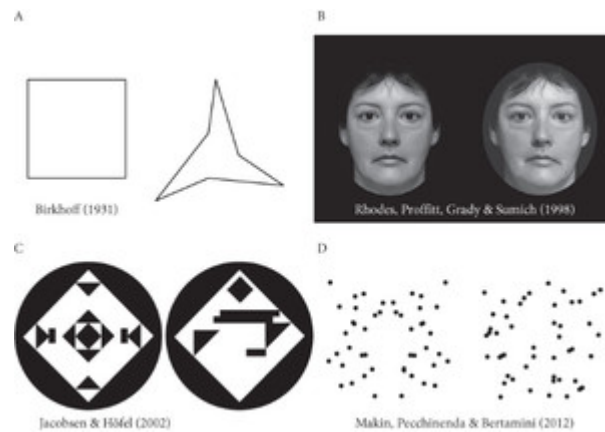 A
B
Birkhoff (1931)
Rhodes, Proffitt, Grady & Sumich (1998)
C
D
Jacobsen & Höfel (2002)
Makin, Pecchinenda & Bertamini (2012)